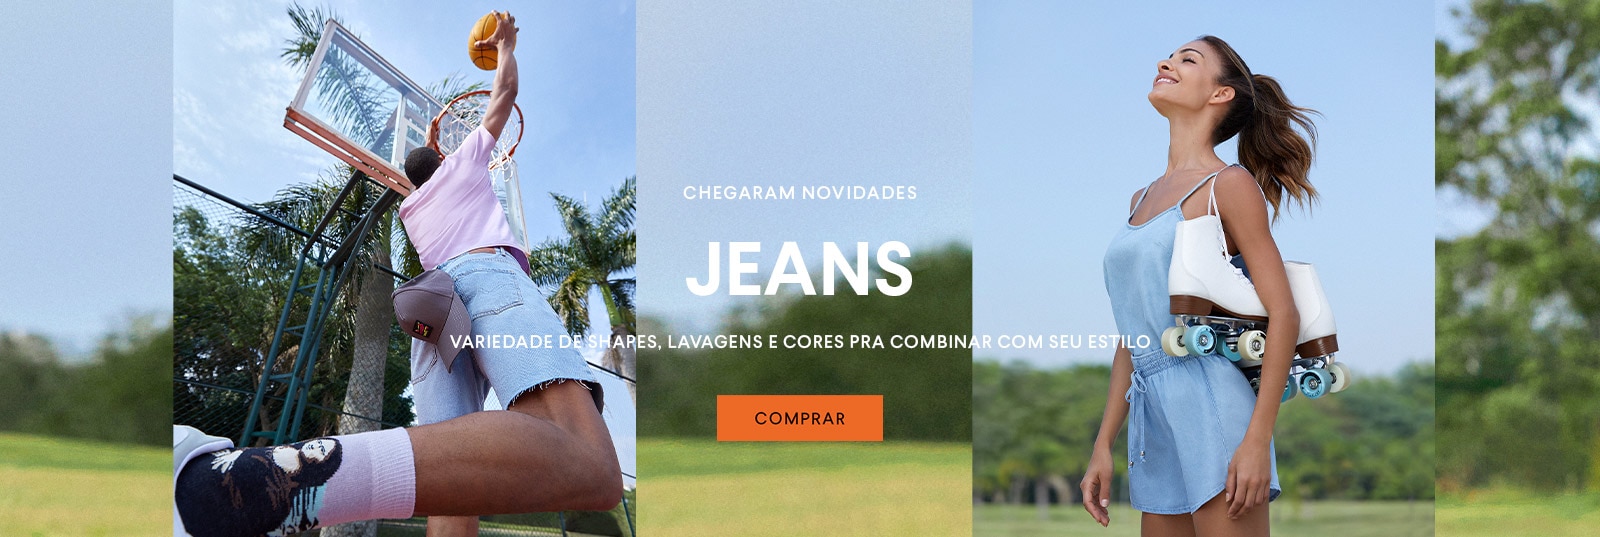 CHEGARAM NOVIDADES
JEANS
VARIEDADE DE SHAPES, LAVAGENS E CORES PRA COMBINAR COM SEU ESTILO
COMPRAR